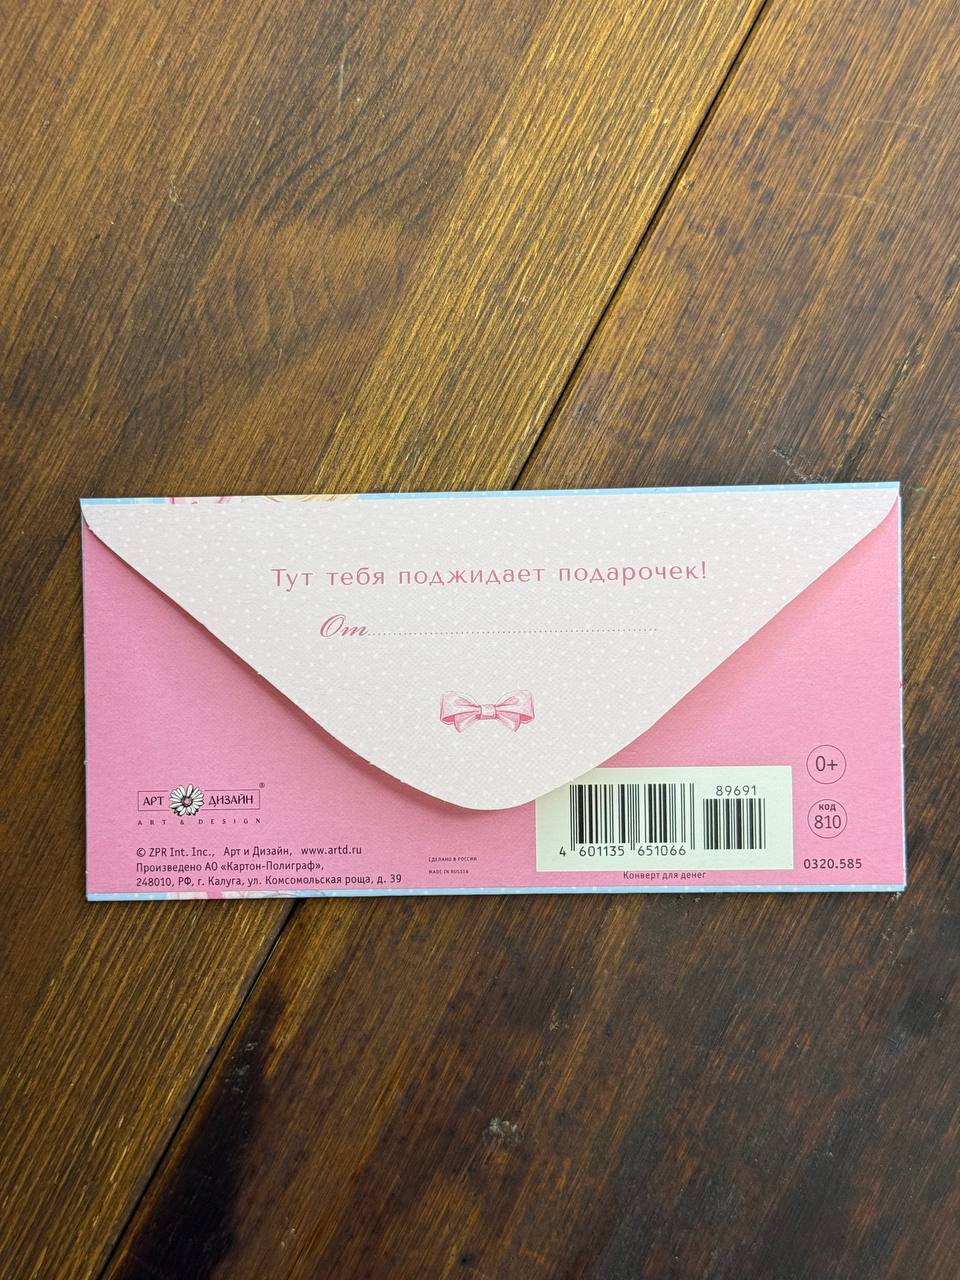 Тут тебя поджидает подарочек!
От
АРТ ДИЗАЙН ®
ART & DESIGN
© ZPR Int. Inc., Арт и Дизайн, www.artd.ru
Произведено АО «Картон-Полиграф»,
248010, РФ, г. Калуга, ул. Комсомольская роща, д. 39
СДЕЛАНО В РОССИИ
MADE IN RUSSIA
89691
4 601135 651066
Конверт для денег
0+
код
810
0320.585